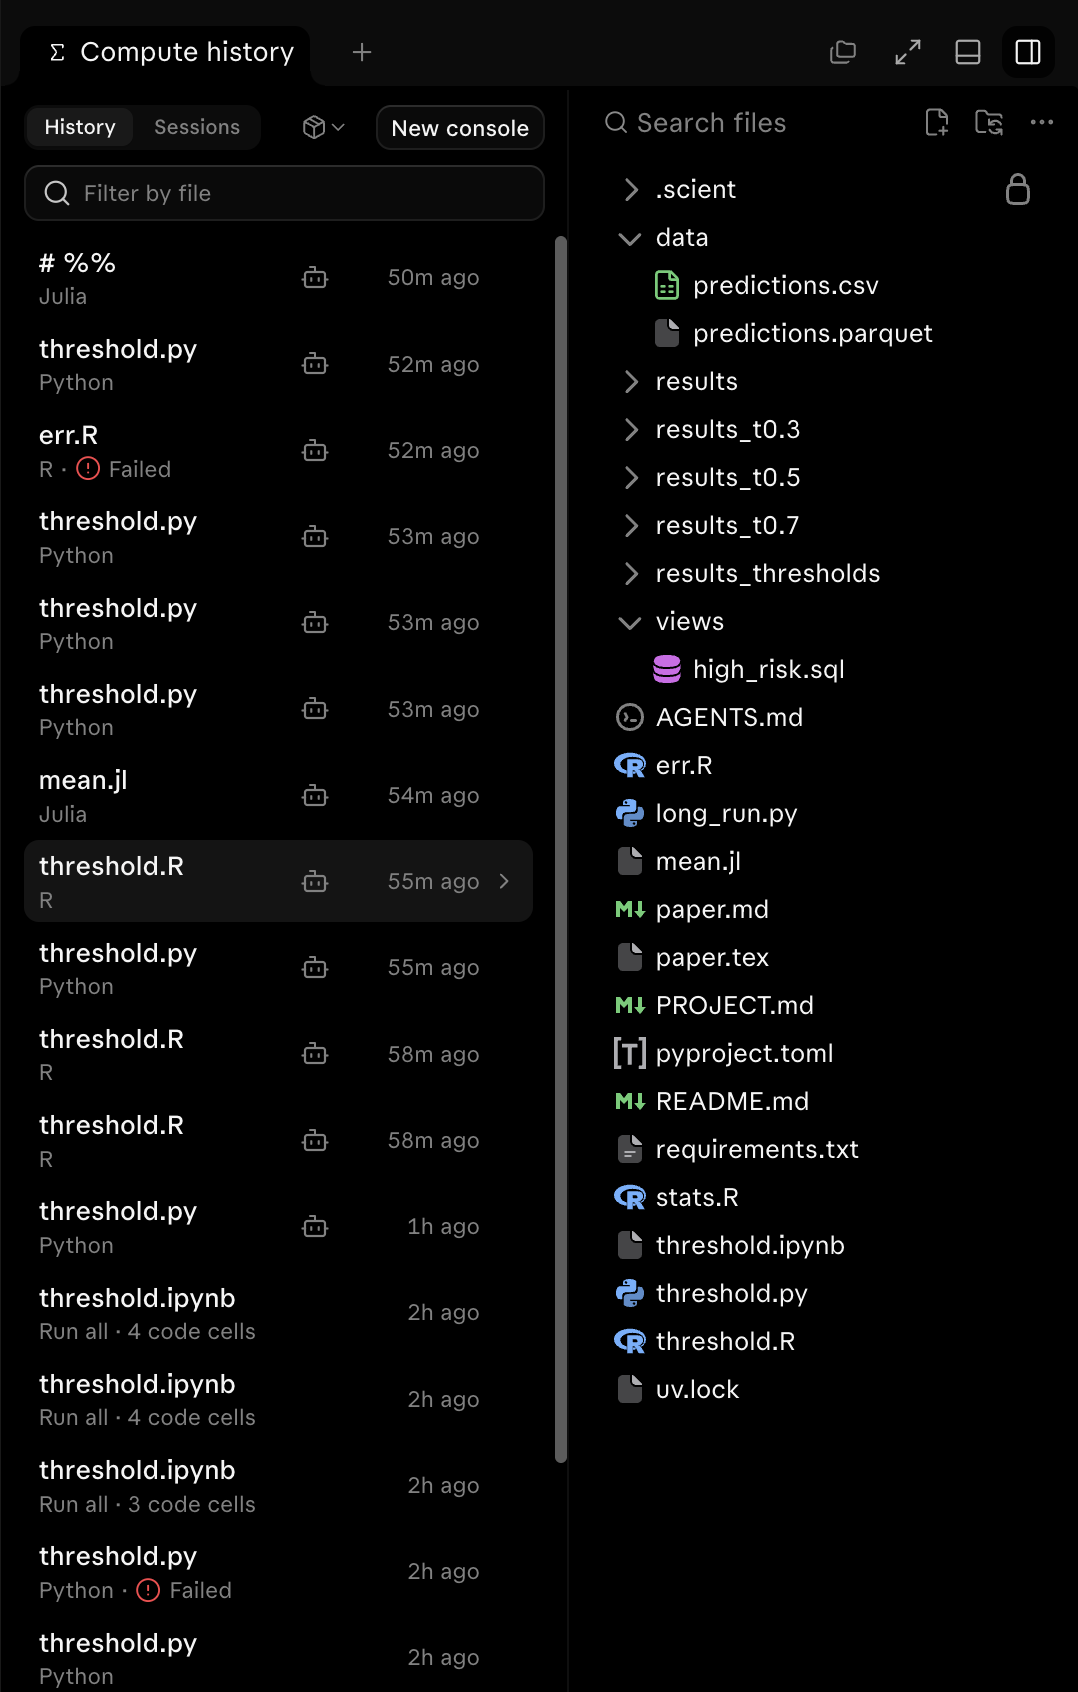 Σ Compute history
History
Sessions
New console
Filter by file
# %%
Julia
50m ago
threshold.py
Python
52m ago
err.R
R · Failed
52m ago
threshold.py
Python
53m ago
threshold.py
Python
53m ago
threshold.py
Python
53m ago
mean.jl
Julia
54m ago
threshold.R
R
55m ago
threshold.py
Python
55m ago
threshold.R
R
58m ago
threshold.R
R
58m ago
threshold.py
Python
1h ago
threshold.ipynb
Run all · 4 code cells
2h ago
threshold.ipynb
Run all · 4 code cells
2h ago
threshold.ipynb
Run all · 3 code cells
2h ago
threshold.py
Python · Failed
2h ago
threshold.py
Python
2h ago
Search files
.scient
data
predictions.csv
predictions.parquet
results
results_t0.3
results_t0.5
results_t0.7
results_thresholds
views
high_risk.sql
AGENTS.md
err.R
long_run.py
mean.jl
paper.md
paper.tex
PROJECT.md
pyproject.toml
README.md
requirements.txt
stats.R
threshold.ipynb
threshold.py
threshold.R
uv.lock